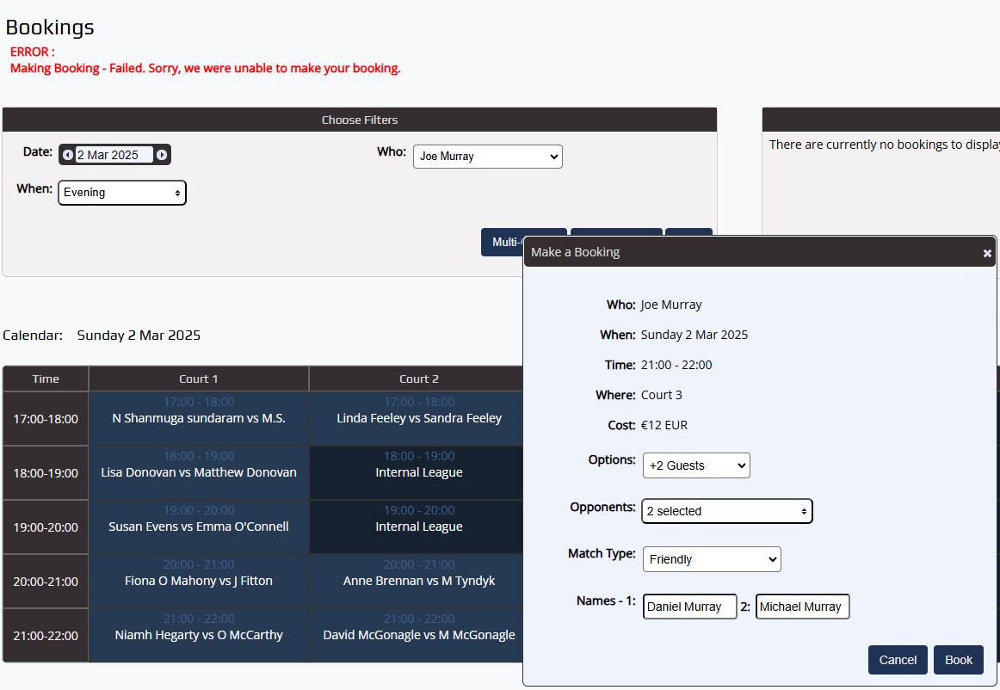 Bookings
ERROR :
Making Booking - Failed. Sorry, we were unable to make your booking.
Choose Filters
Date: 2 Mar 2025
Who: Joe Murray
When: Evening
There are currently no bookings to display
Multi-
Make a Booking
Who: Joe Murray
When: Sunday 2 Mar 2025
Time: 21:00 - 22:00
Where: Court 3
Cost: €12 EUR
Options: +2 Guests
Opponents: 2 selected
Match Type: Friendly
Names - 1: Daniel Murray 2: Michael Murray
Cancel Book
Calendar: Sunday 2 Mar 2025
Time Court 1 Court 2
17:00-18:00
17:00 - 18:00
N Shanmuga sundaram vs M.S.
17:00 - 18:00
Linda Feeley vs Sandra Feeley
18:00-19:00
18:00 - 19:00
Lisa Donovan vs Matthew Donovan
18:00 - 19:00
Internal League
19:00-20:00
19:00 - 20:00
Susan Evens vs Emma O'Connell
19:00 - 20:00
Internal League
20:00-21:00
20:00 - 21:00
Fiona O Mahony vs J Fitton
20:00 - 21:00
Anne Brennan vs M Tyndyk
21:00-22:00
21:00 - 22:00
Niamh Hegarty vs O McCarthy
21:00 - 22:00
David McGonagle vs M McGonagle